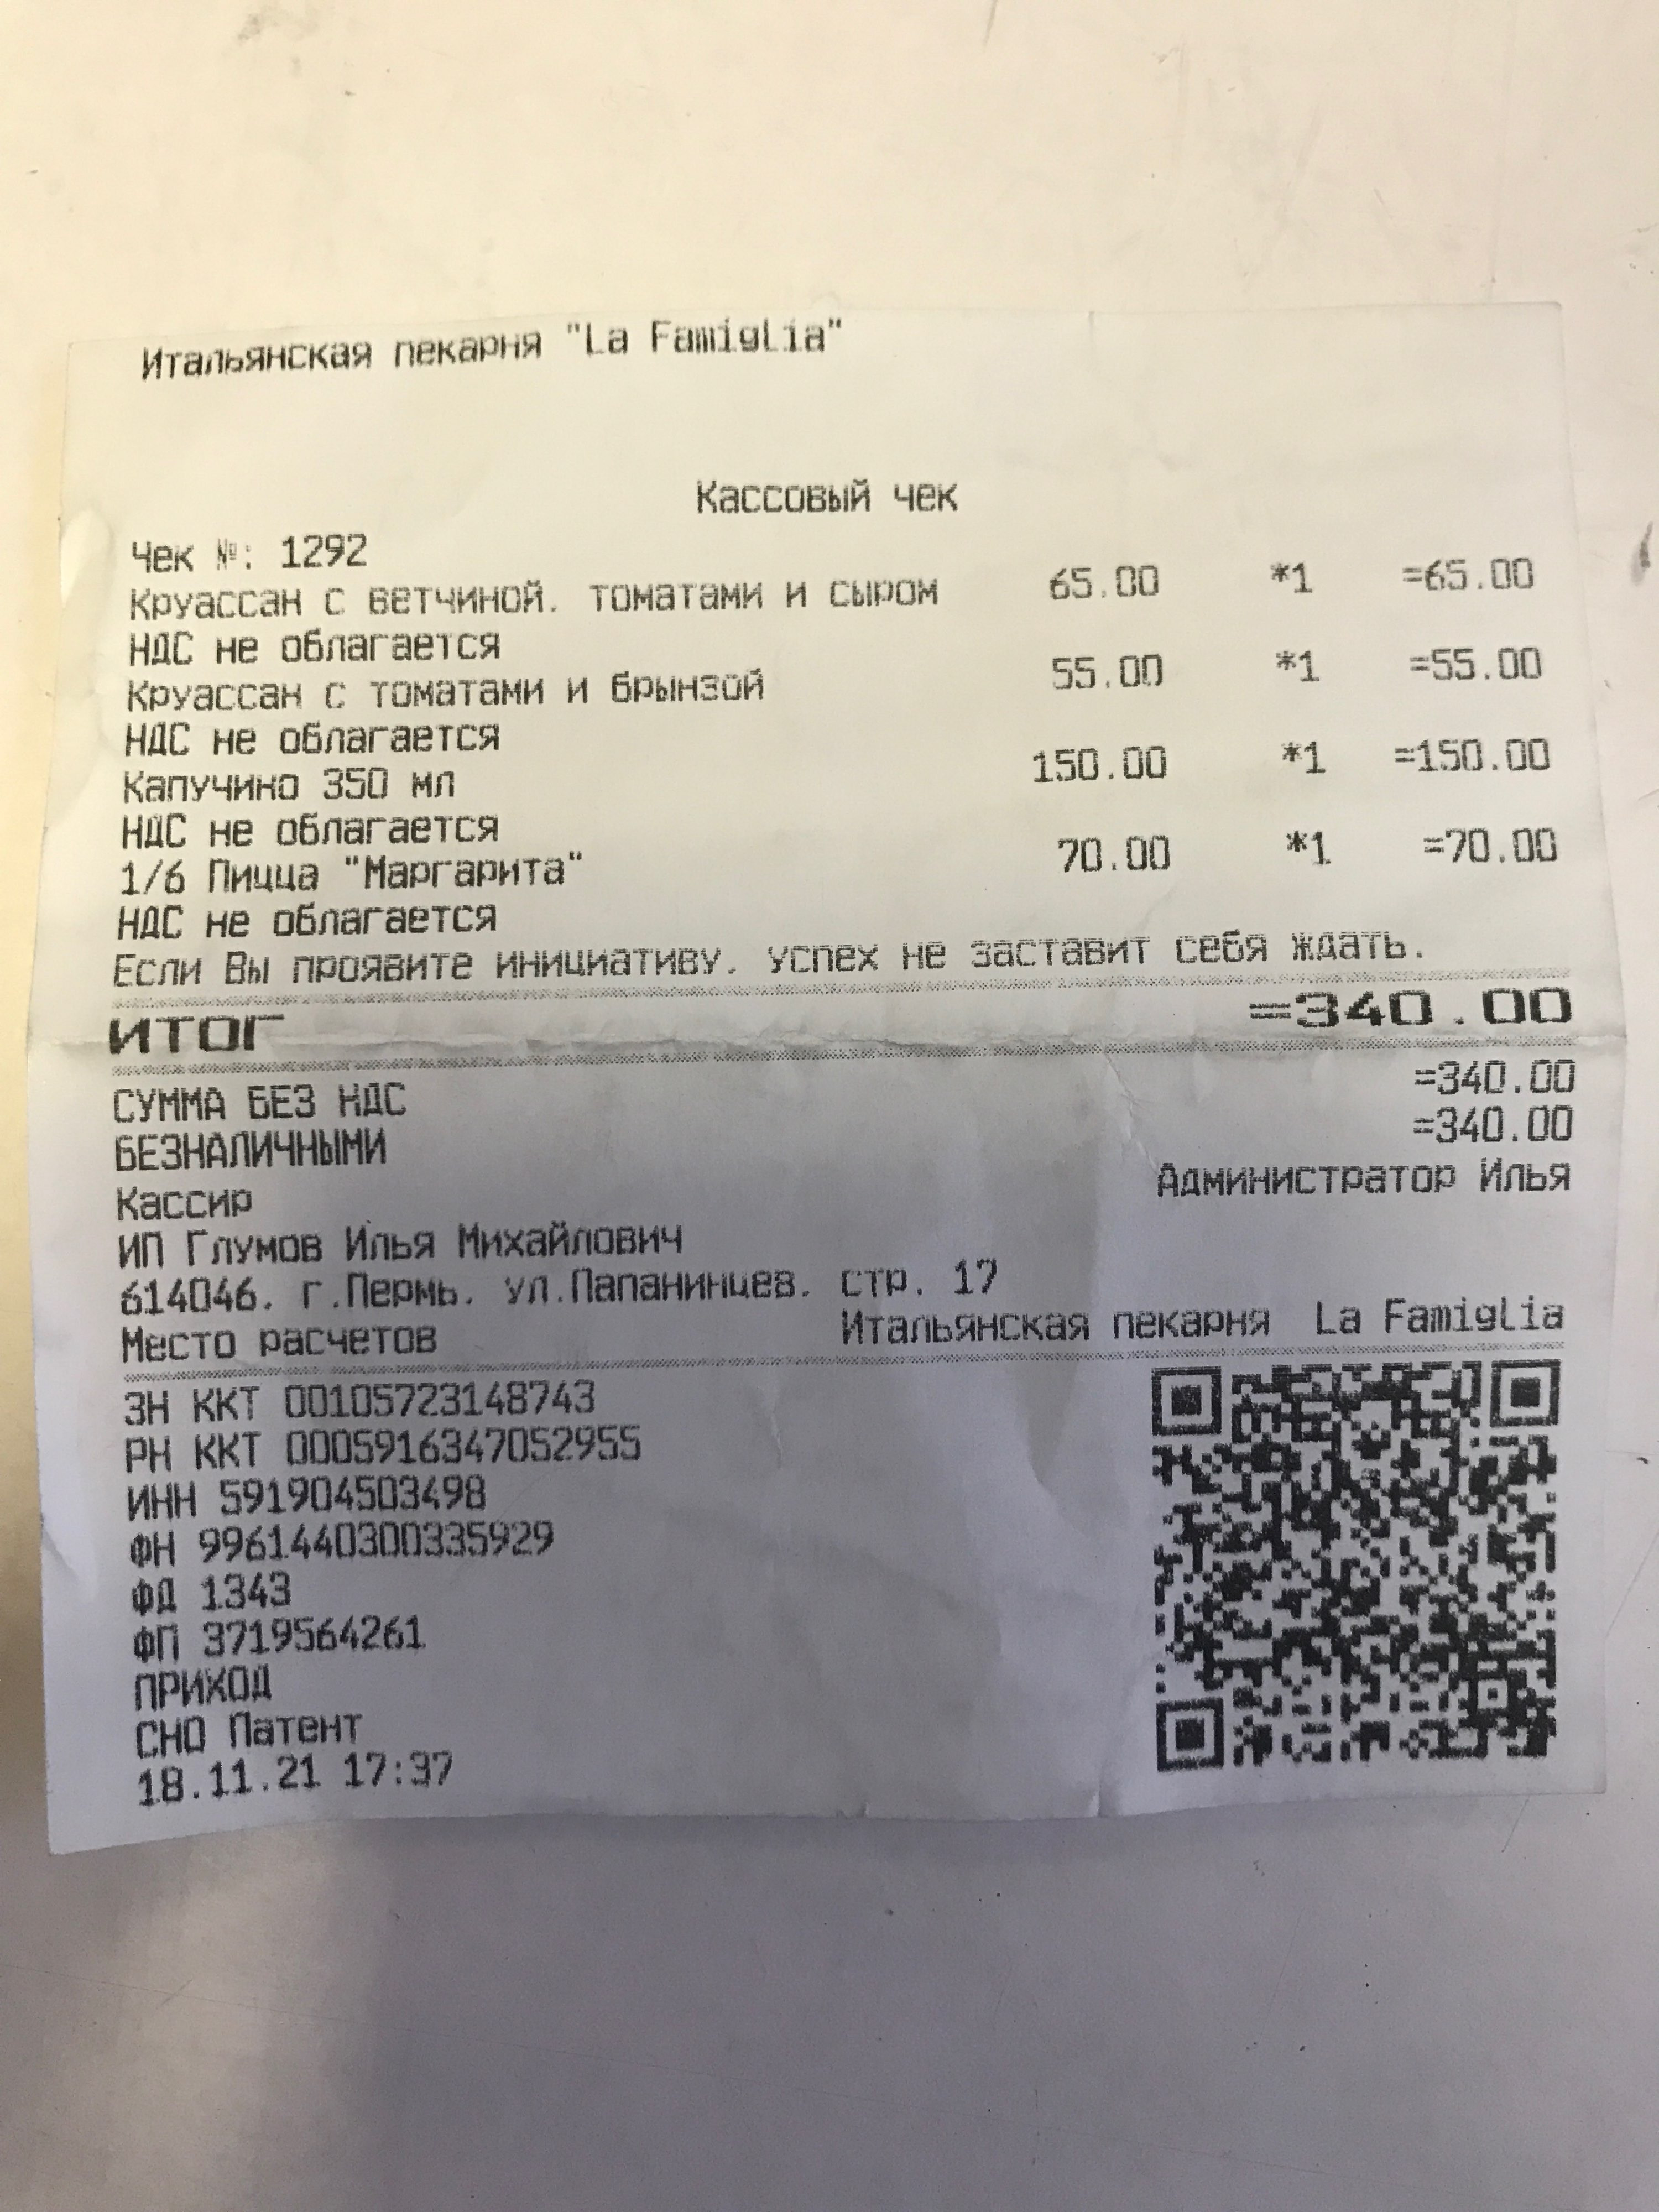 Итальянская пекарня "La Famiglia"
Кассовый чек
Чек №: 1292
Круассан с ветчиной. томатами и сыром 65.00 *1 =65.00
НДС не облагается
Круассан с томатами и брынзой 55.00 *1 =55.00
НДС не облагается
Капучино 350 мл 150.00 *1 =150.00
НДС не облагается
1/6 Пицца "Маргарита" 70.00 *1 =70.00
НДС не облагается
Если Вы проявите инициативу. успех не заставит себя ждать.
ИТОГ =340.00
СУММА БЕЗ НДС =340.00
БЕЗНАЛИЧНЫМИ =340.00
Кассир Администратор Илья
ИП Глумов Илья Михайлович
614046. г.Пермь. ул.Папанинцев. стр. 17
Место расчетов Итальянская пекарня La Famiglia
ЗН ККТ 00105723148743
РН ККТ 0005916347052955
ИНН 591904503498
ФН 9961440300335929
ФД 1343
ФП 3719564261
ПРИХОД
СНО Патент
18.11.21 17:37